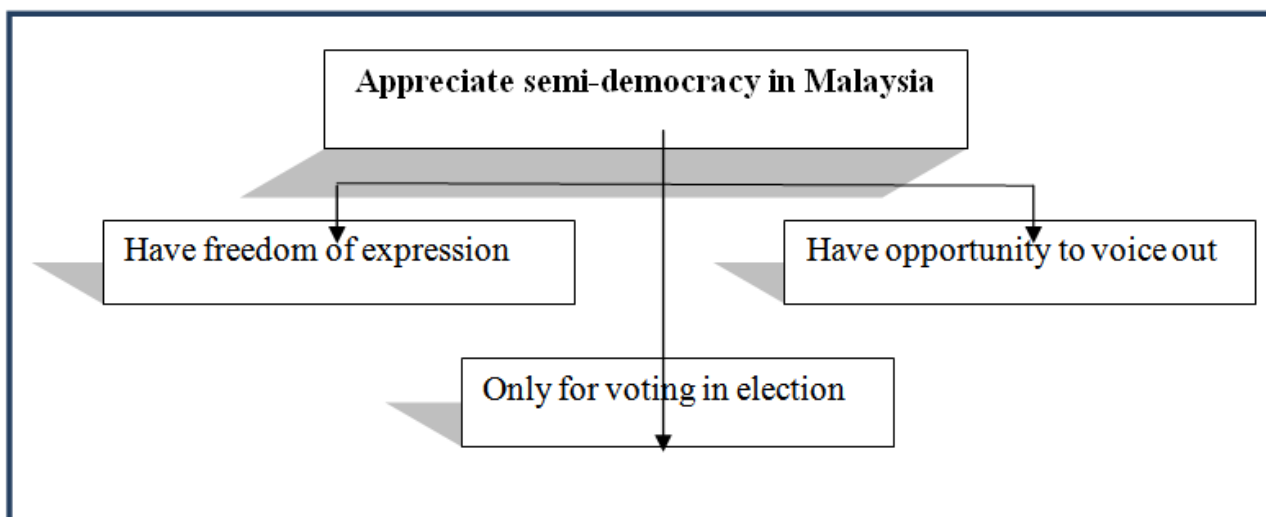 Appreciate semi-democracy in Malaysia
Have freedom of expression
Have opportunity to voice out
Only for voting in election